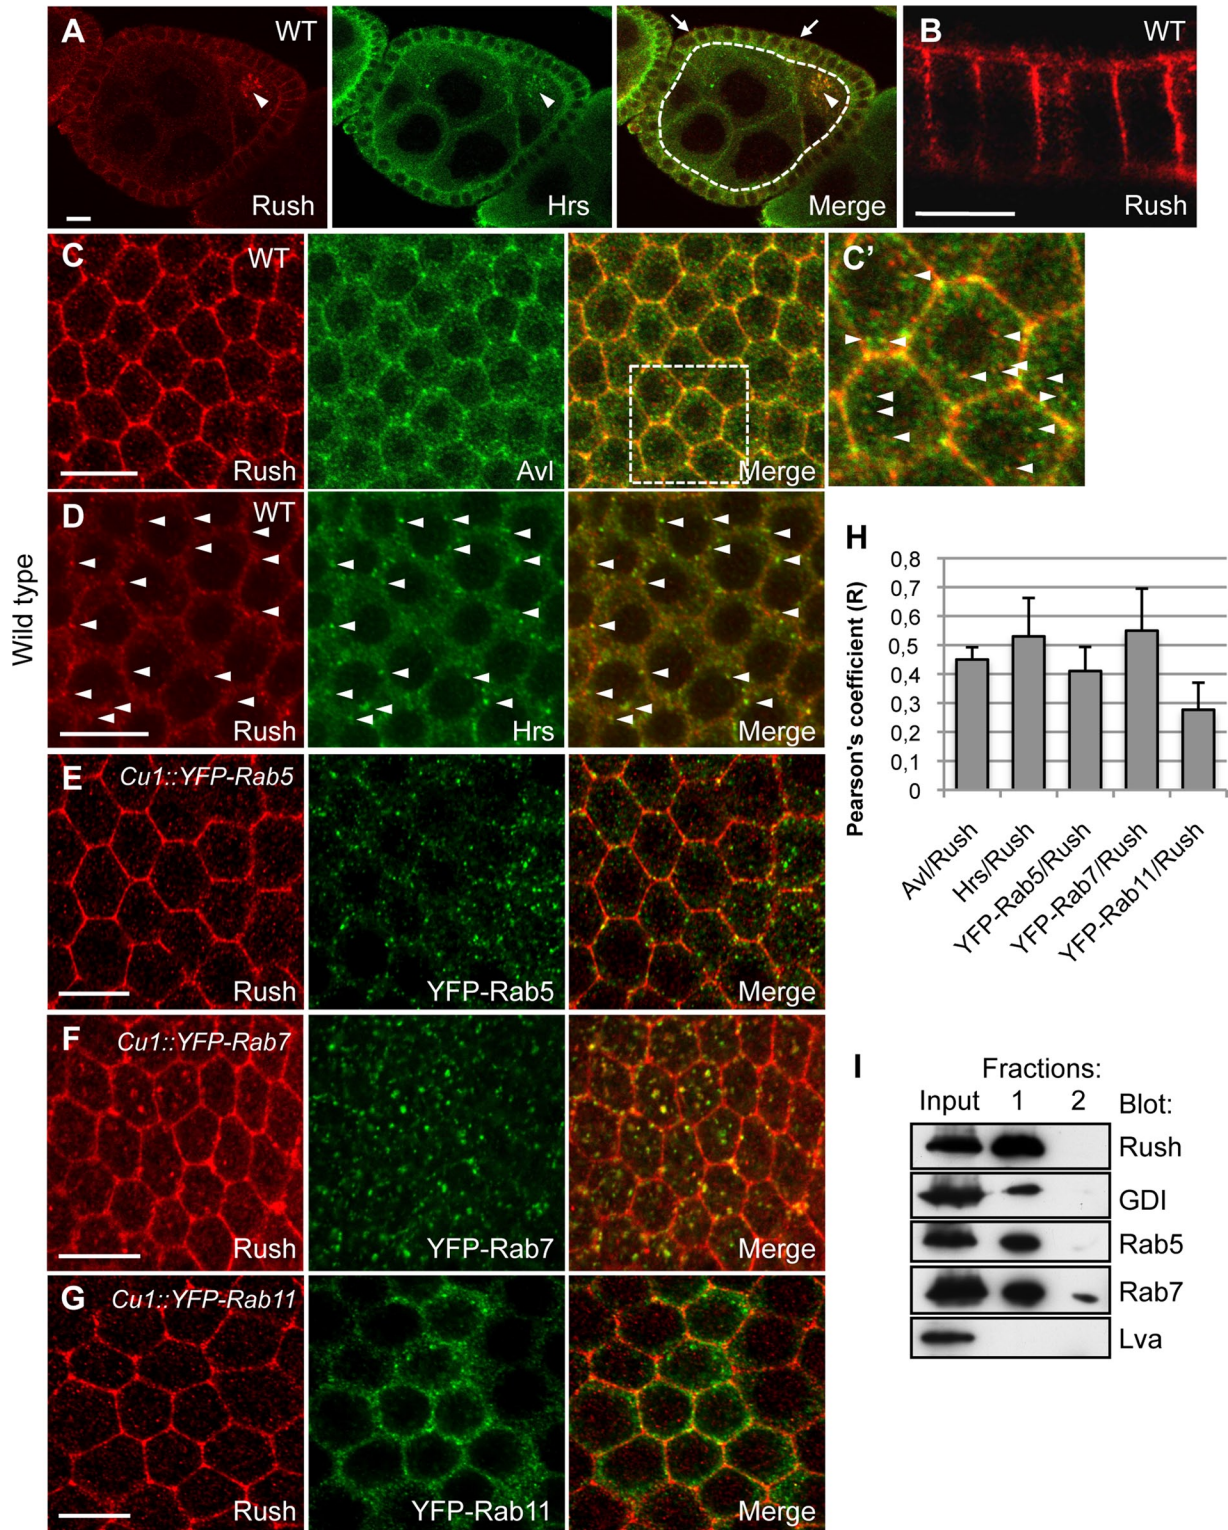 A WT Rush
Hrs
Merge
B WT Rush
C WT Rush
Avl
Merge
C'
Wild type
D WT Rush
Hrs
Merge
E Cu1::YFP-Rab5 Rush
YFP-Rab5
Merge
F Cu1::YFP-Rab7 Rush
YFP-Rab7
Merge
G Cu1::YFP-Rab11 Rush
YFP-Rab11
Merge
H
Pearson's coefficient (R)
0,8
0,7
0,6
0,5
0,4
0,3
0,2
0,1
0
Avl/Rush
Hrs/Rush
YFP-Rab5/Rush
YFP-Rab7/Rush
YFP-Rab11/Rush
I
Fractions:
Input 1 2 Blot:
Rush
GDI
Rab5
Rab7
Lva